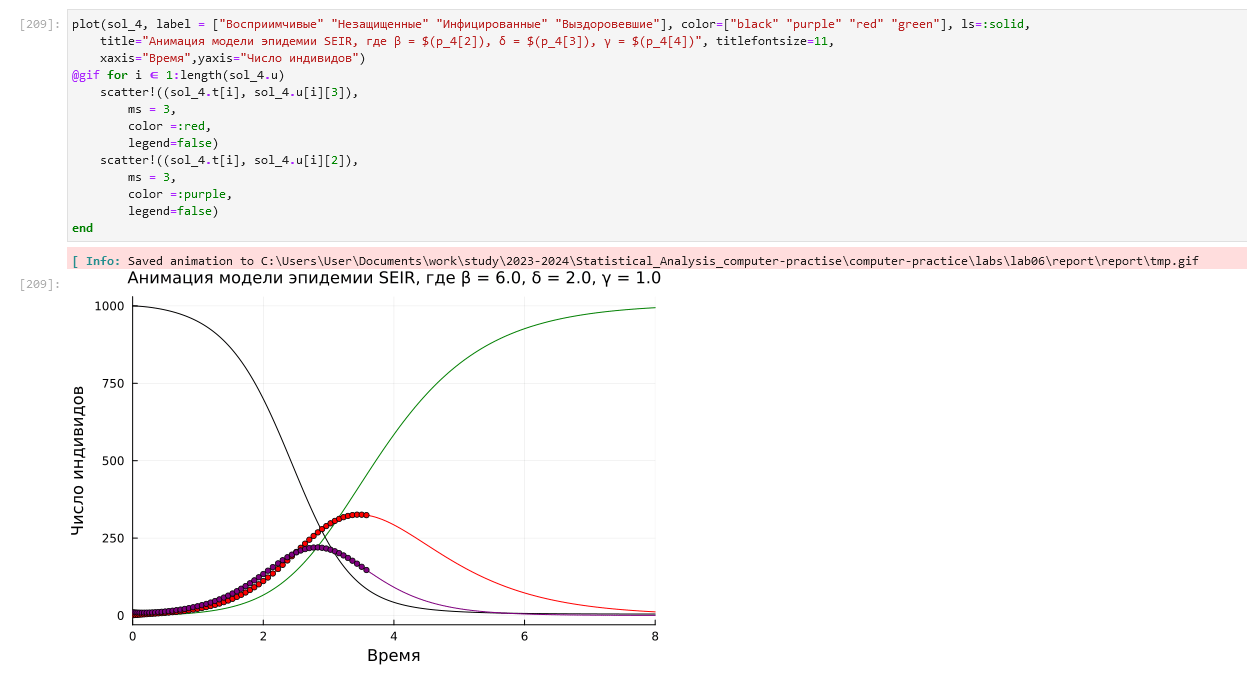 [209]:
plot(sol_4, label = ["Восприимчивые" "Незащищенные" "Инфицированные" "Выздоровевшие"], color=["black" "purple" "red" "green"], ls=:solid,
title="Анимация модели эпидемии SEIR, где β = $(p_4[2]), δ = $(p_4[3]), γ = $(p_4[4])", titlefontsize=11,
xaxis="Время",yaxis="Число индивидов")
@gif for i ∈ 1:length(sol_4.u)
scatter!((sol_4.t[i], sol_4.u[i][3]),
ms = 3,
color =:red,
legend=false)
scatter!((sol_4.t[i], sol_4.u[i][2]),
ms = 3,
color =:purple,
legend=false)
end
[ Info: Saved animation to C:\Users\User\Documents\work\study\2023-2024\Statistical_Analysis_computer-practise\computer-practice\labs\lab06\report\report\tmp.gif
[209]:
Анимация модели эпидемии SEIR, где β = 6.0, δ = 2.0, γ = 1.0
1000
750
500
250
0
Число индивидов
0 2 4 6 8
Время